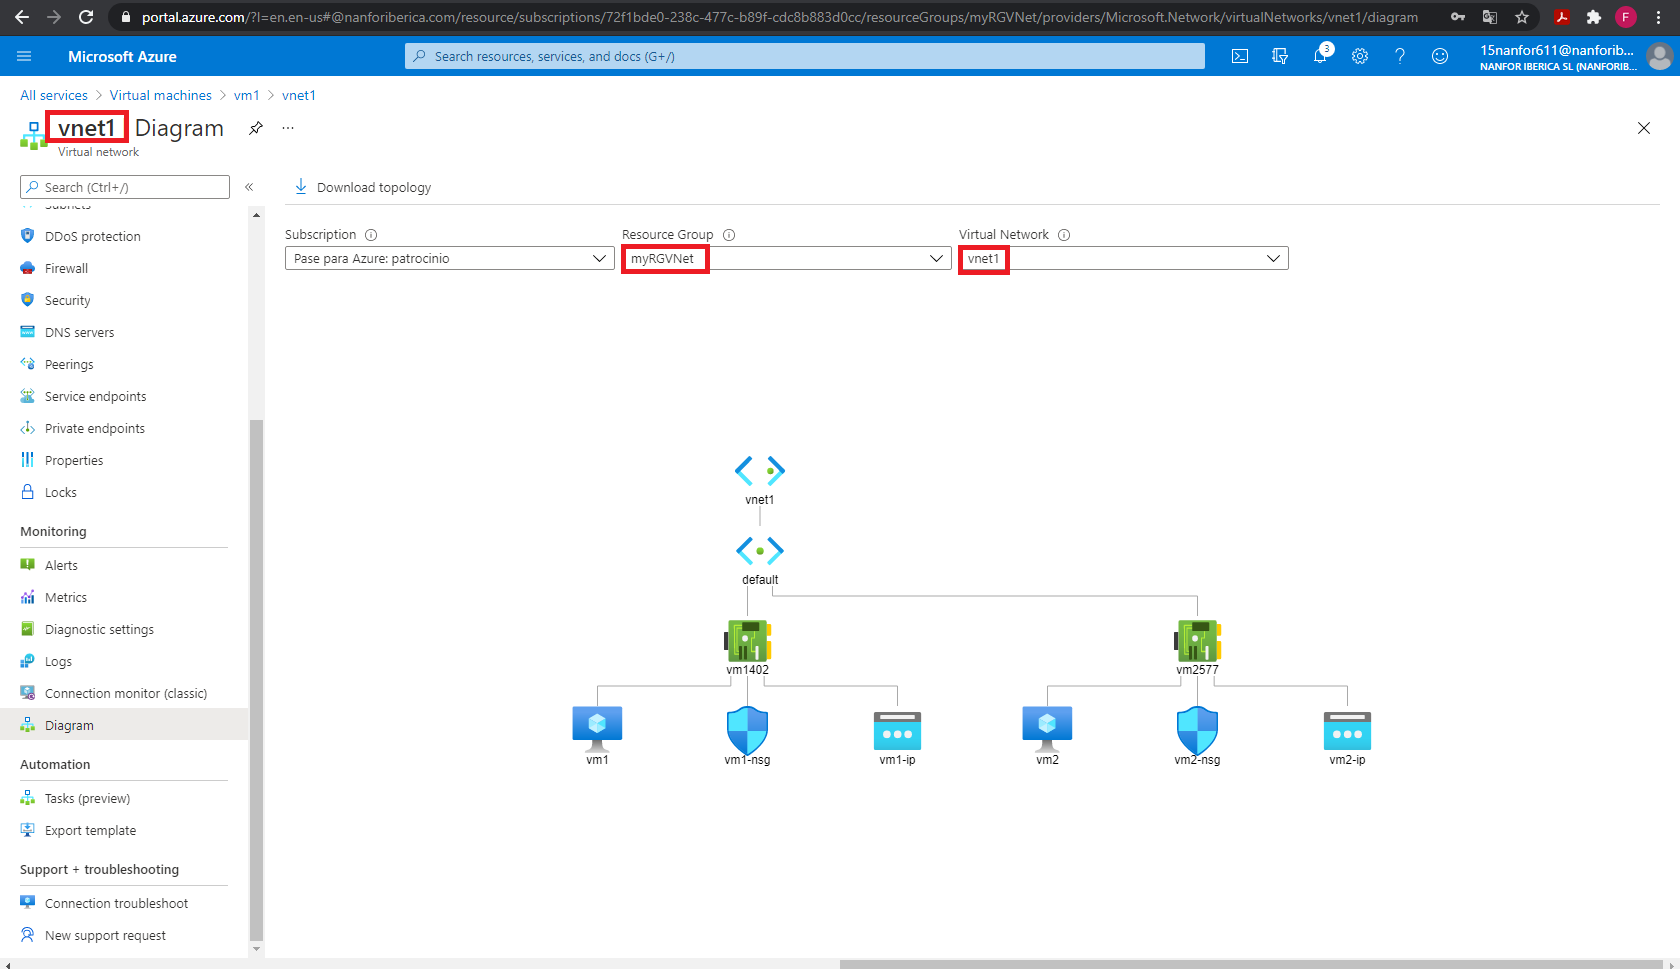 portal.azure.com/?l=en.en-us#@nanforiberica.com/resource/subscriptions/72f1bde0-238c-477c-b89f-cdc8b883d0cc/resourceGroups/myRGVNet/providers/Microsoft.Network/virtualNetworks/vnet1/diagram
F
Microsoft Azure
Search resources, services, and docs (G+/)
3
15nanfor611@nanforib...
NANFOR IBERICA SL (NANFORIB...
All services > Virtual machines > vm1 > vnet1
vnet1 Diagram ...
Virtual network
Search (Ctrl+/)
«
Download topology
Subnets
DDoS protection
Firewall
Security
DNS servers
Peerings
Service endpoints
Private endpoints
Properties
Locks
Monitoring
Alerts
Metrics
Diagnostic settings
Logs
Connection monitor (classic)
Diagram
Automation
Tasks (preview)
Export template
Support + troubleshooting
Connection troubleshoot
New support request
Subscription
Resource Group
Virtual Network
Pase para Azure: patrocinio
myRGVNet
vnet1
vnet1
default
vm1402
vm2577
vm1
vm1-nsg
vm1-ip
vm2
vm2-nsg
vm2-ip